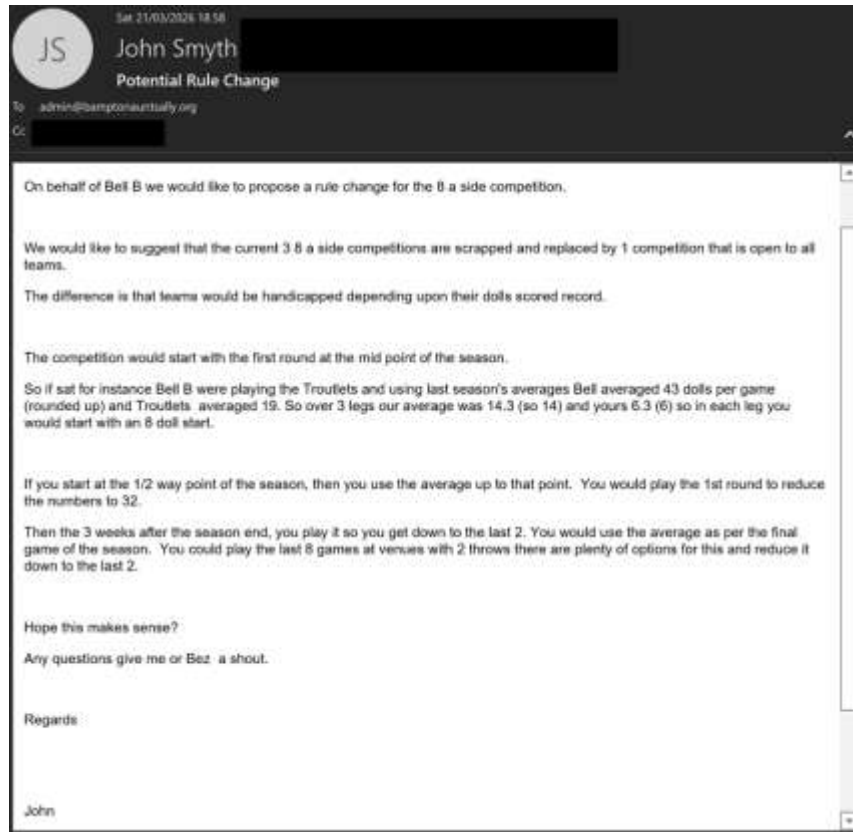 Sat 21/03/2026 18:58
JS
John Smyth
Potential Rule Change
To admin@bamptonauntsally.org
Cc
On behalf of Bell B we would like to propose a rule change for the 8 a side competition.
We would like to suggest that the current 3 8 a side competitions are scrapped and replaced by 1 competition that is open to all
teams.
The difference is that teams would be handicapped depending upon their dolls scored record.
The competition would start with the first round at the mid point of the season.
So if sat for instance Bell B were playing the Troutlets and using last season's averages Bell averaged 43 dolls per game
(rounded up) and Troutlets averaged 19. So over 3 legs our average was 14.3 (so 14) and yours 6.3 (6) so in each leg you
would start with an 8 doll start.
If you start at the 1/2 way point of the season, then you use the average up to that point. You would play the 1st round to reduce
the numbers to 32.
Then the 3 weeks after the season end, you play it so you get down to the last 2. You would use the average as per the final
game of the season. You could play the last 8 games at venues with 2 throws there are plenty of options for this and reduce it
down to the last 2.
Hope this makes sense?
Any questions give me or Bez a shout.
Regards
John